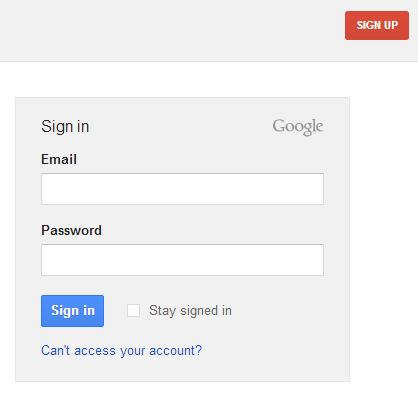 SIGN UP
Sign in Google
Email
Password
Sign in Stay signed in
Can't access your account?